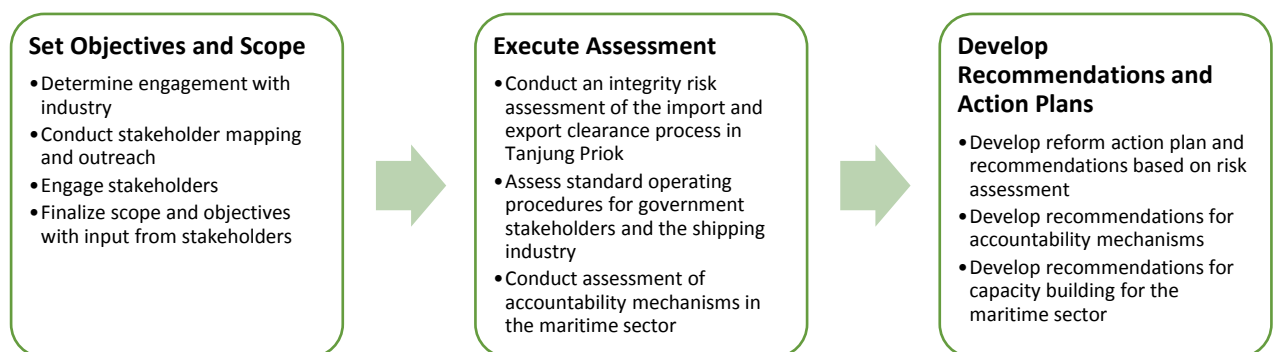 Set Objectives and Scope
•Determine engagement with
industry
•Conduct stakeholder mapping
and outreach
•Engage stakeholders
•Finalize scope and objectives
with input from stakeholders
Execute Assessment
•Conduct an integrity risk
assessment of the import and
export clearance process in
Tanjung Priok
•Assess standard operating
procedures for government
stakeholders and the shipping
industry
•Conduct assessment of
accountability mechanisms in
the maritime sector
Develop
Recommendations and
Action Plans
•Develop reform action plan and
recommendations based on risk
assessment
•Develop recommendations for
accountability mechanisms
•Develop recommendations for
capacity building for the
maritime sector